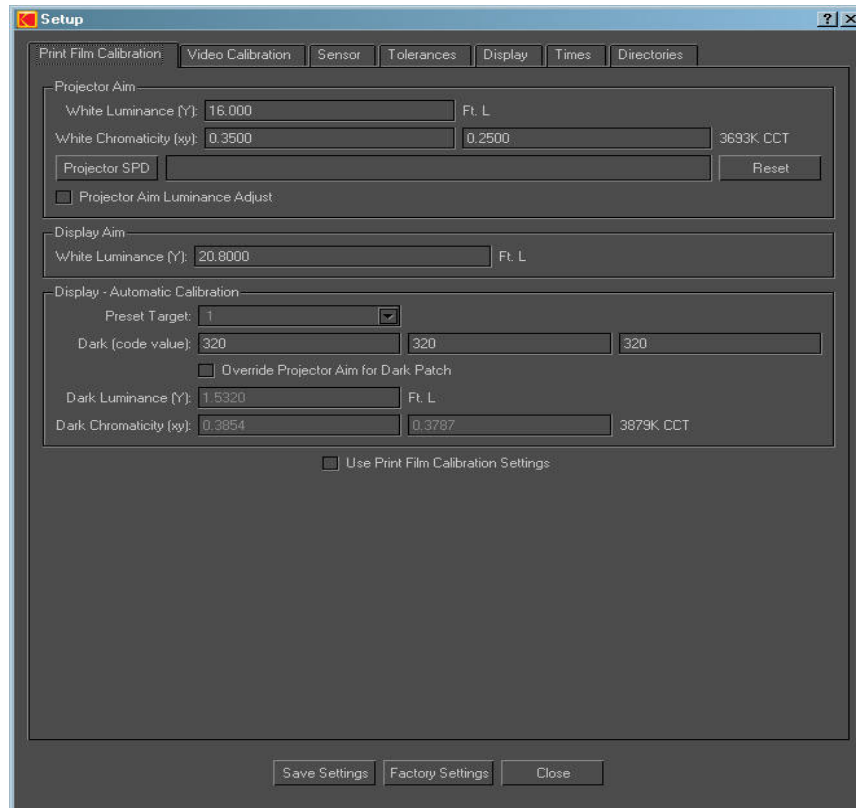 Setup
Print Film Calibration Video Calibration Sensor Tolerances Display Times Directories
Projector Aim
White Luminance (Y): 16.000 Ft. L
White Chromaticity (xy): 0.3500 0.2500 3693K CCT
Projector SPD Reset
Projector Aim Luminance Adjust
Display Aim
White Luminance (Y): 20.8000 Ft. L
Display - Automatic Calibration
Preset Target: 1
Dark (code value): 320 320 320
Override Projector Aim for Dark Patch
Dark Luminance (Y): 1.5320 Ft. L
Dark Chromaticity (xy): 0.3854 0.3787 3879K CCT
Use Print Film Calibration Settings
Save Settings Factory Settings Close